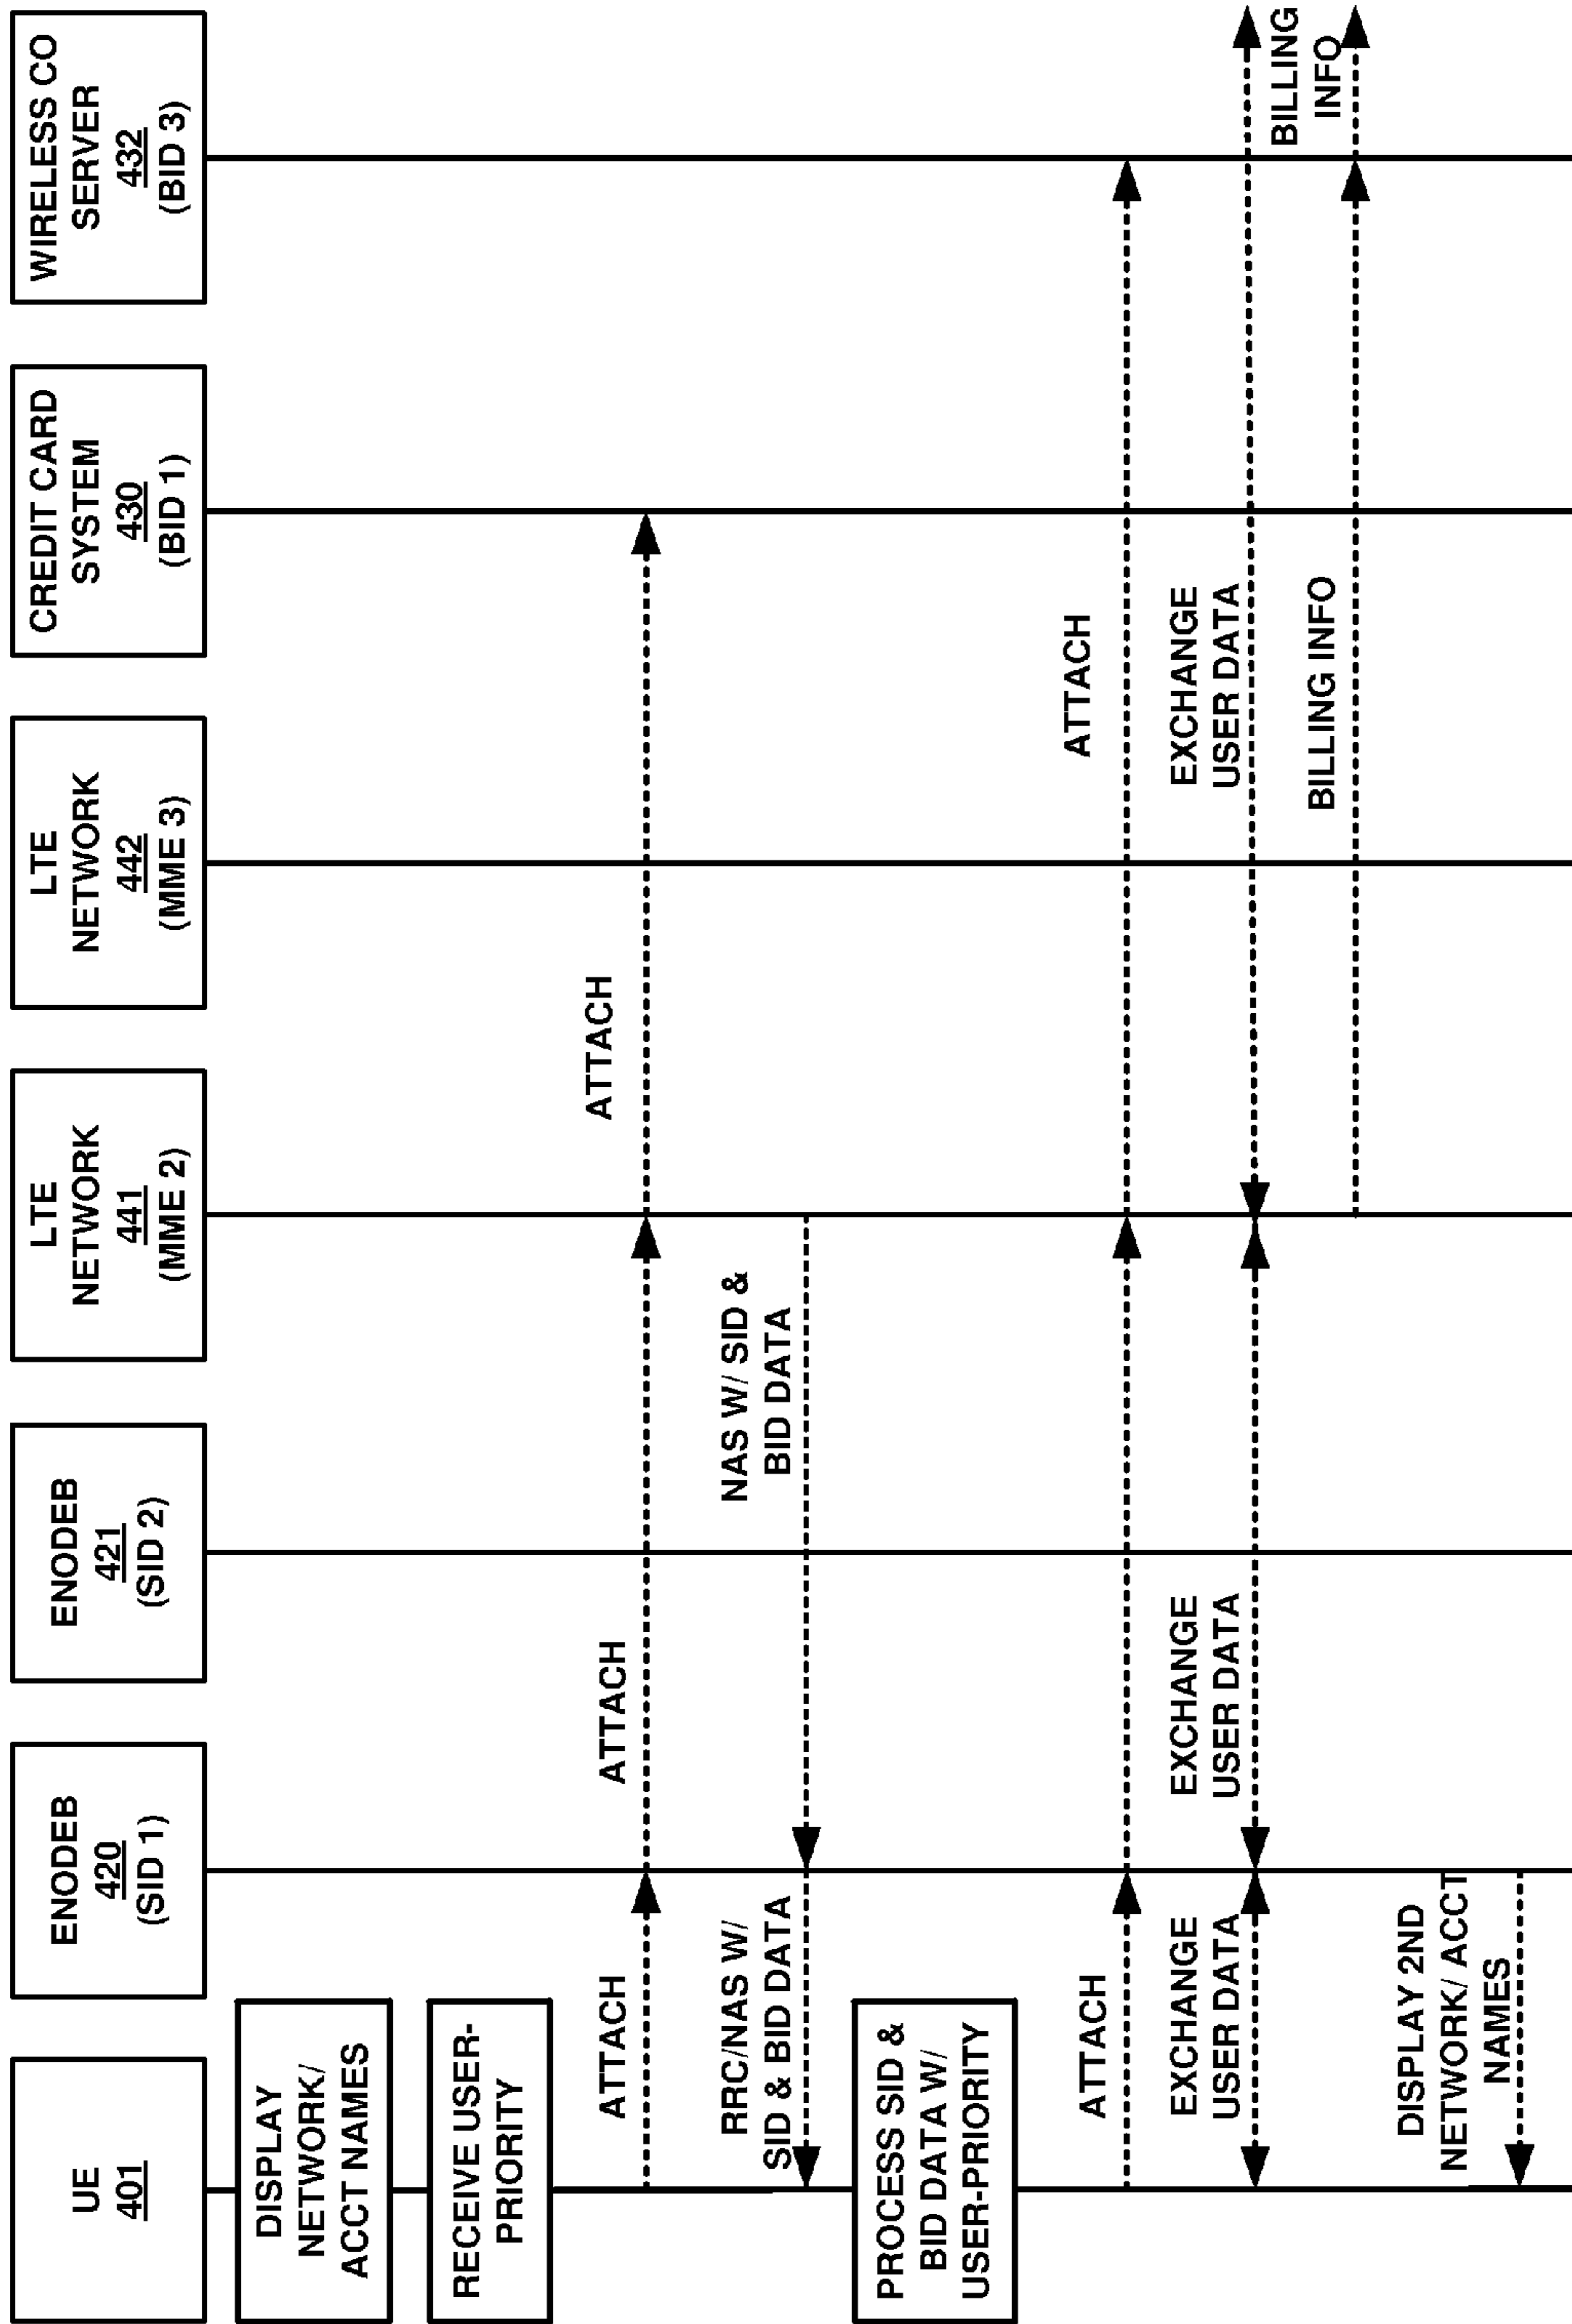 UE
401
ENODEB
420
(SID 1)
ENODEB
421
(SID 2)
LTE
NETWORK
441
(MME 2)
LTE
NETWORK
442
(MME 3)
CREDIT CARD
SYSTEM
430
(BID 1)
WIRELESS CO
SERVER
432
(BID 3)
DISPLAY
NETWORK/
ACCT NAMES
RECEIVE USER-
PRIORITY
ATTACH
ATTACH
ATTACH
RRC/NAS W/
SID & BID DATA
NAS W/ SID &
BID DATA
PROCESS SID &
BID DATA W/
USER-PRIORITY
ATTACH
ATTACH
EXCHANGE
USER DATA
EXCHANGE
USER DATA
EXCHANGE
USER DATA
BILLING INFO
BILLING
INFO
DISPLAY 2ND
NETWORK/ ACCT
NAMES